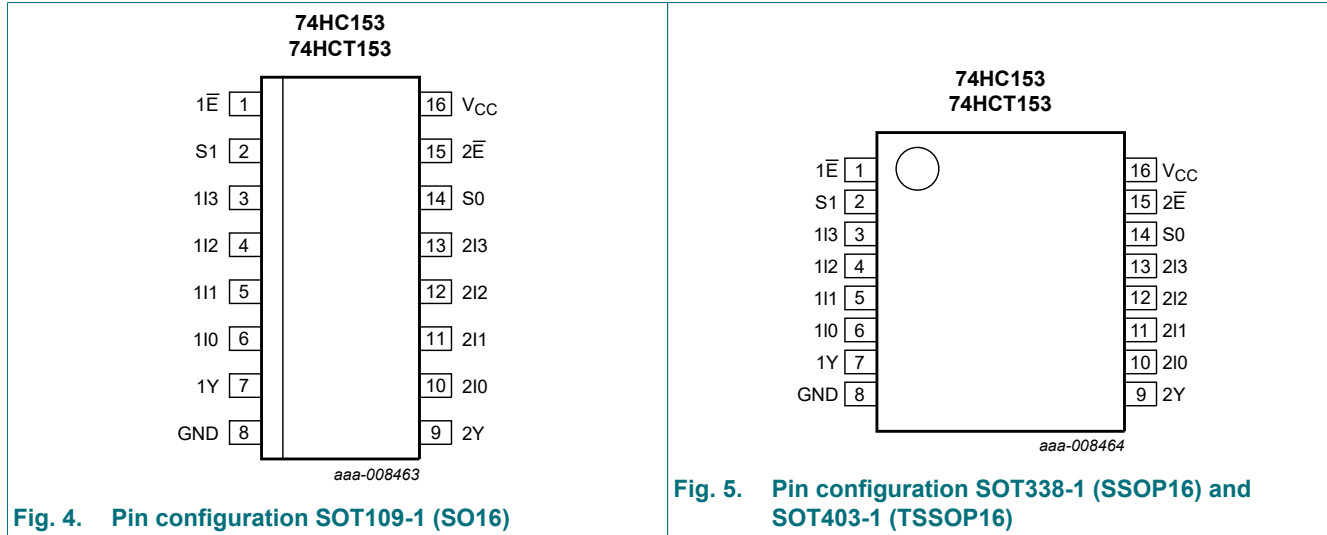 74HC153
74HCT153
1E̅ 1 16 VCC
S1 2 15 2E̅
1I3 3 14 S0
1I2 4 13 2I3
1I1 5 12 2I2
1I0 6 11 2I1
1Y 7 10 2I0
GND 8 9 2Y
aaa-008463
Fig. 4. Pin configuration SOT109-1 (SO16)
74HC153
74HCT153
1E̅ 1 16 VCC
S1 2 15 2E̅
1I3 3 14 S0
1I2 4 13 2I3
1I1 5 12 2I2
1I0 6 11 2I1
1Y 7 10 2I0
GND 8 9 2Y
aaa-008464
Fig. 5. Pin configuration SOT338-1 (SSOP16) and
SOT403-1 (TSSOP16)